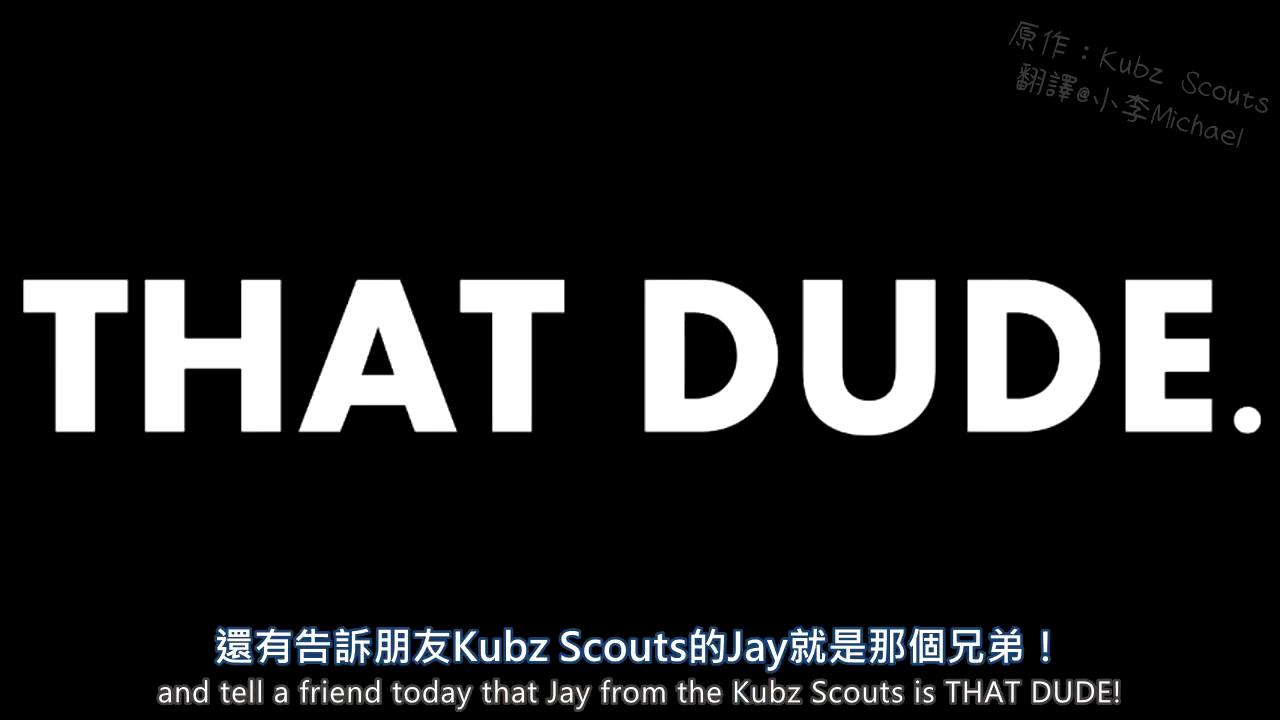 原作：Kubz Scouts
翻譯@小李Michael
THAT DUDE.
還有告訴朋友Kubz Scouts的Jay就是那個兄弟！
and tell a friend today that Jay from the Kubz Scouts is THAT DUDE!